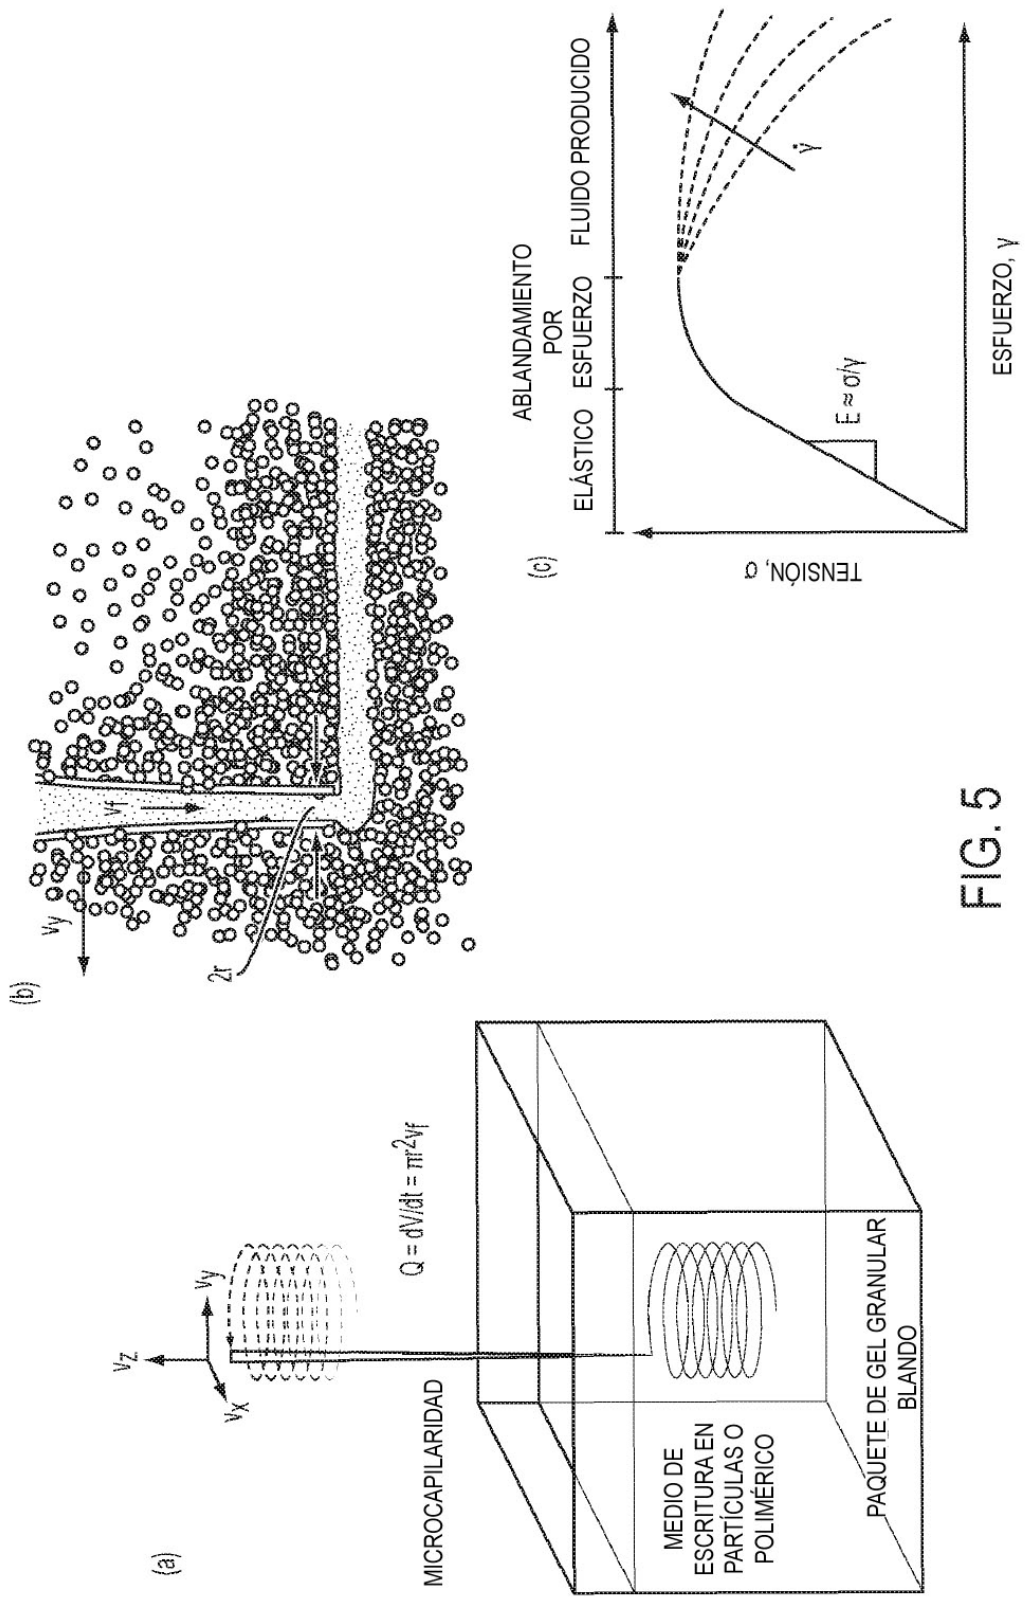 (a)
Vz
Vy
Vx
MICROCAPILARIDAD
Q = dV/dt = πr²vf
MEDIO DE
ESCRITURA EN
PARTÍCULAS O
POLIMÉRICO
PAQUETE DE GEL GRANULAR
BLANDO
(b)
Vy
Vf
2r
(c)
ABLANDAMIENTO
POR
ELÁSTICO ESFUERZO FLUIDO PRODUCIDO
TENSIÓN, σ
E ≈ σ/γ
γ̇
ESFUERZO, γ
FIG. 5